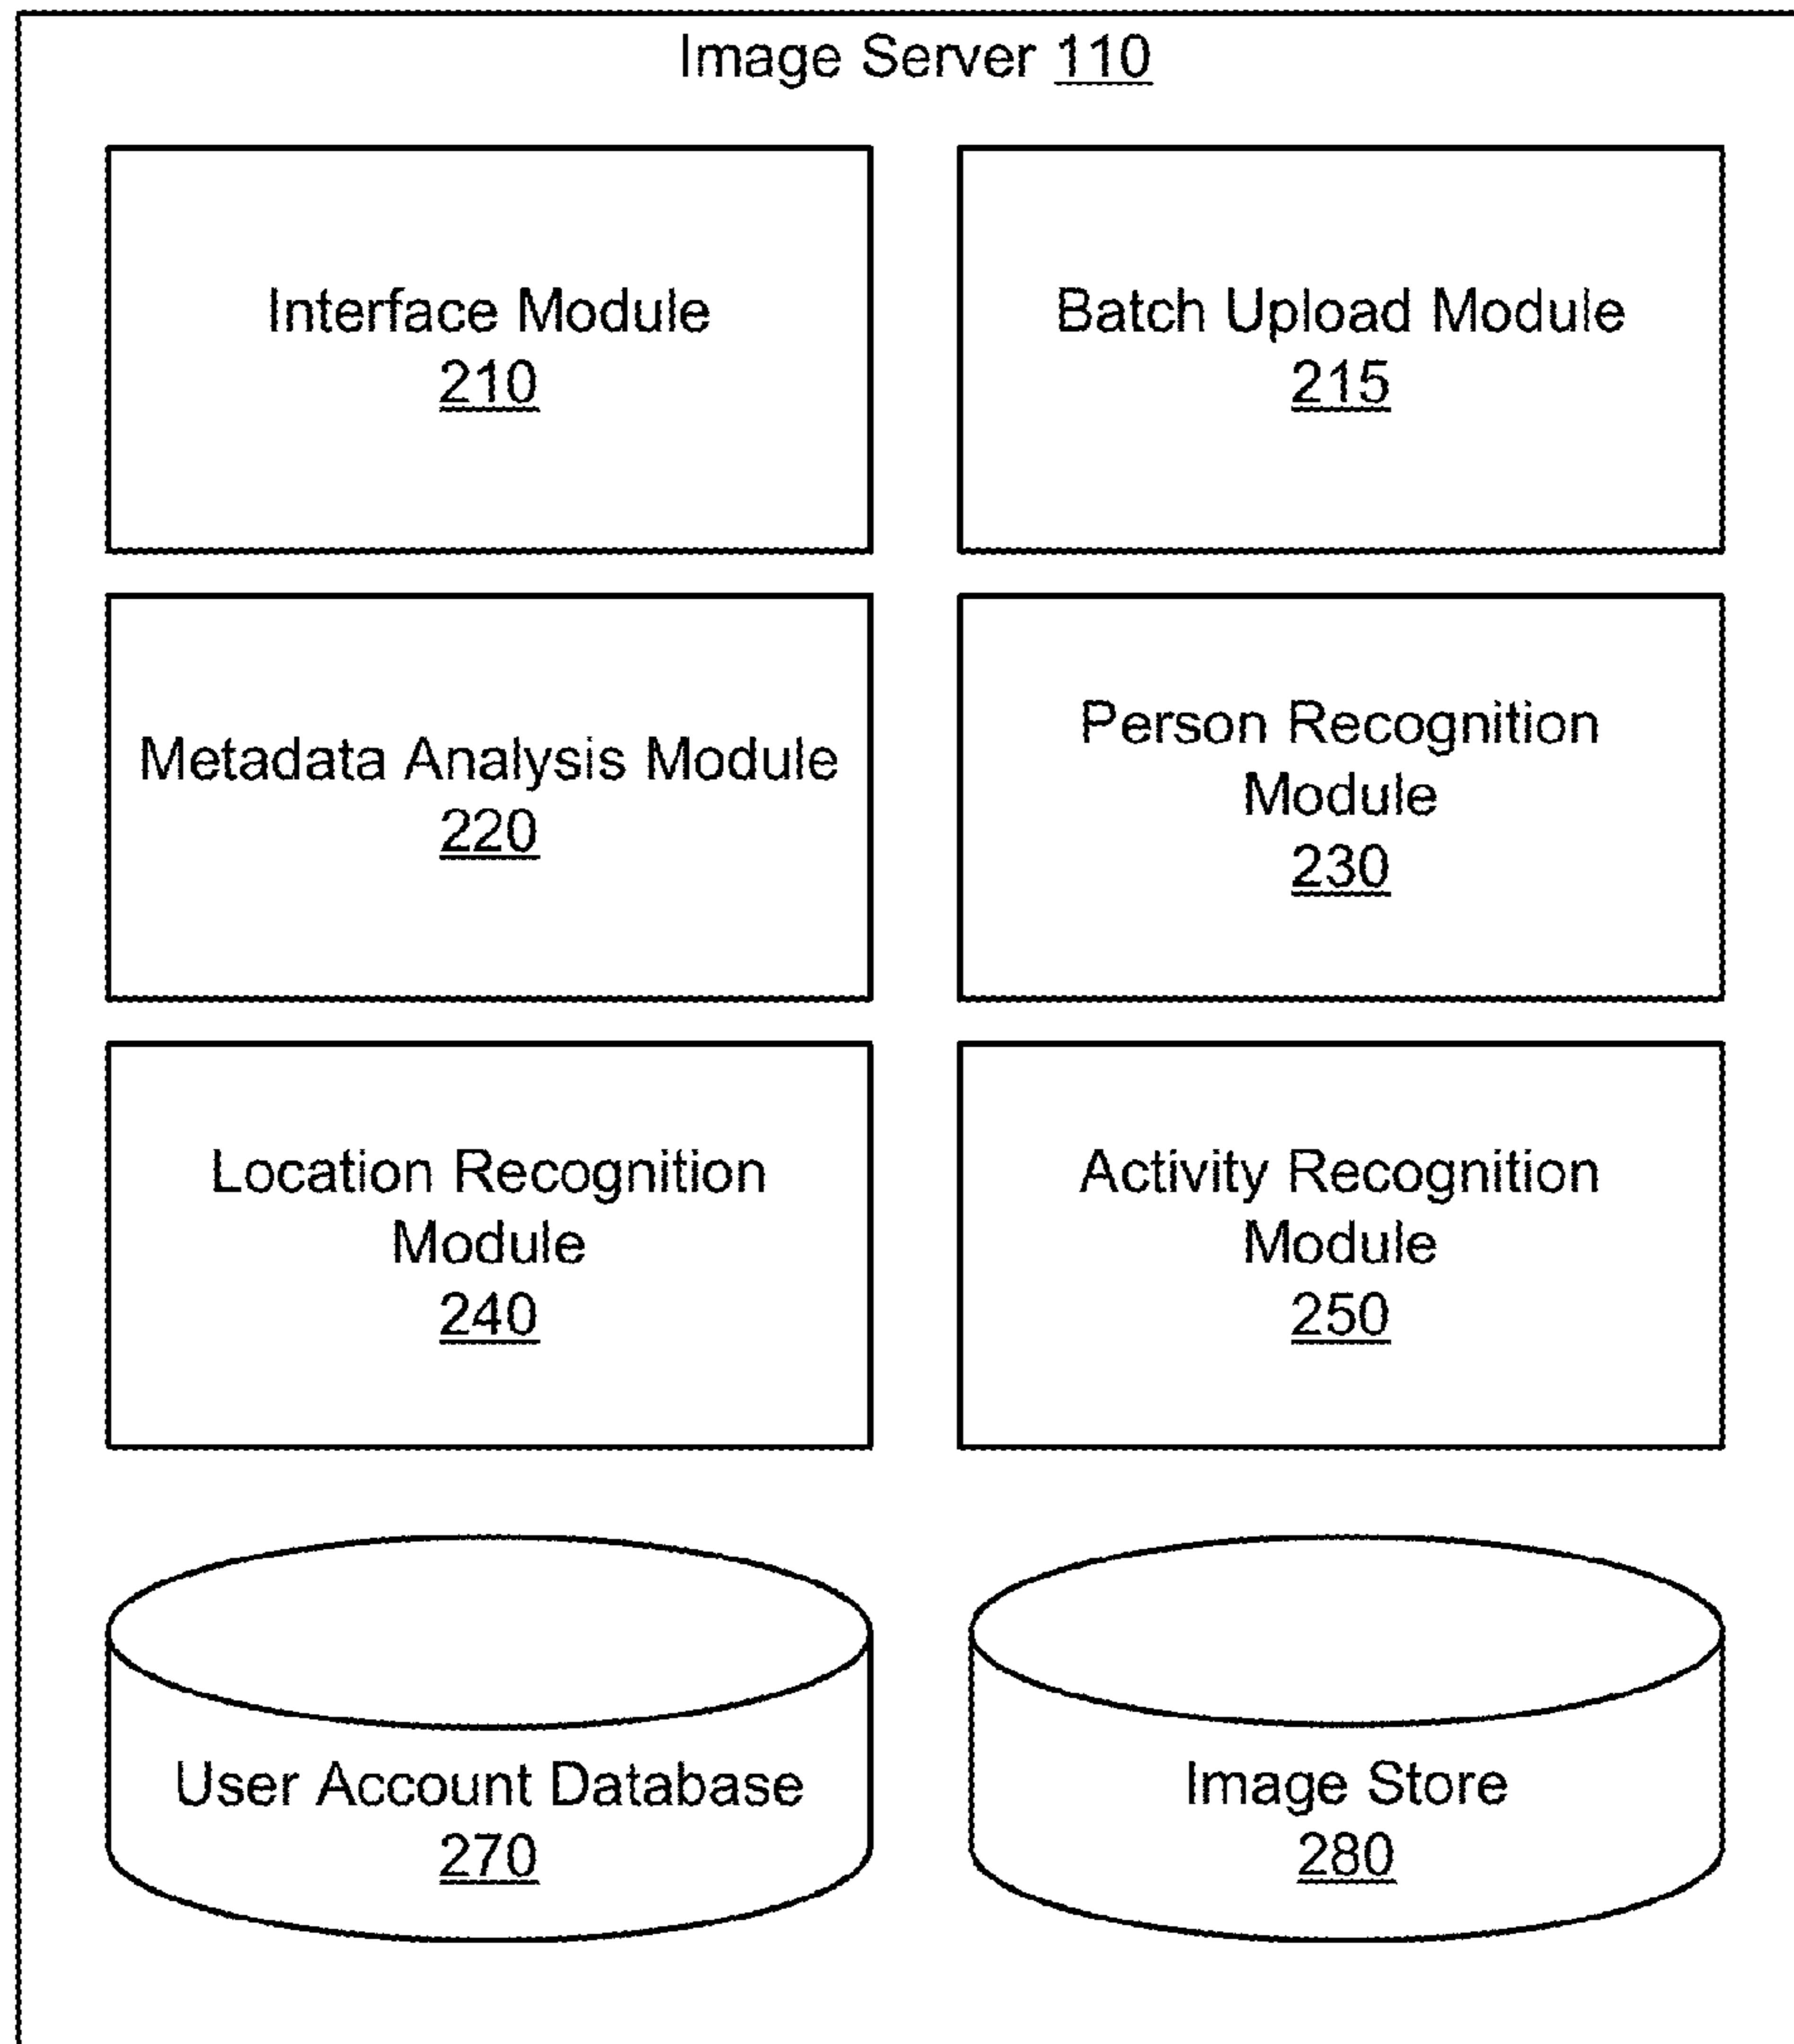 Image Server 110
Interface Module
210
Batch Upload Module
215
Metadata Analysis Module
220
Person Recognition
Module
230
Location Recognition
Module
240
Activity Recognition
Module
250
User Account Database
270
Image Store
280